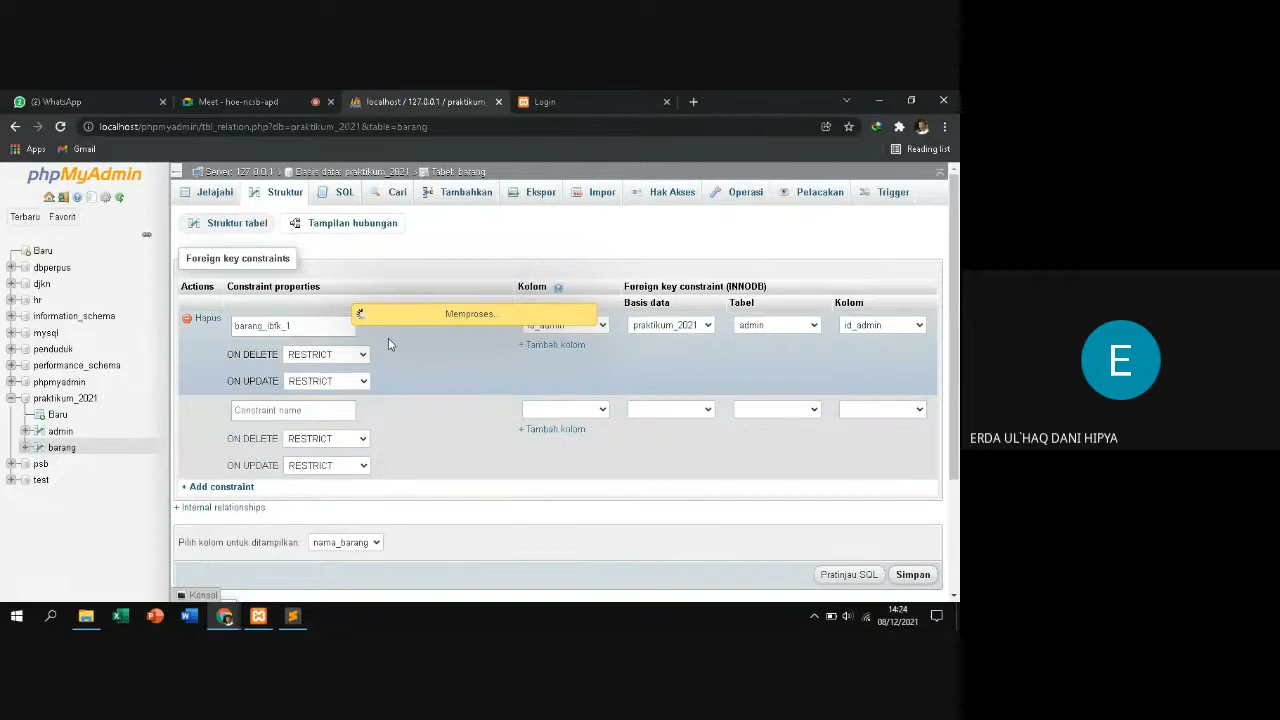 (2) WhatsApp
Meet - hoe-ncsb-apd
localhost / 127.0.0.1 / praktikum_
Login
localhost/phpmyadmin/tbl_relation.php?db=praktikum_2021&table=barang
Apps
Gmail
Reading list
phpMyAdmin
Terbaru
Favorit
Baru
dbperpus
djkn
hr
information_schema
mysql
penduduk
performance_schema
phpmyadmin
praktikum_2021
Baru
admin
barang
psb
test
Server: 127.0.0.1 » Basis data: praktikum_2021 » Tabel: barang
Jelajahi
Struktur
SQL
Cari
Tambahkan
Ekspor
Impor
Hak Akses
Operasi
Pelacakan
Trigger
Struktur tabel
Tampilan hubungan
Foreign key constraints
Actions
Constraint properties
Kolom
Foreign key constraint (INNODB)
Basis data
Tabel
Kolom
Hapus
barang_ibfk_1
Memproses...
id_admin
praktikum_2021
admin
id_admin
+ Tambah kolom
ON DELETE
RESTRICT
ON UPDATE
RESTRICT
Constraint name
+ Tambah kolom
ON DELETE
RESTRICT
ON UPDATE
RESTRICT
+ Add constraint
+ Internal relationships
Pilih kolom untuk ditampilkan:
nama_barang
Pratinjau SQL
Simpan
Konsol
14:24
08/12/2021
E
ERDA UL`HAQ DANI HIPYA